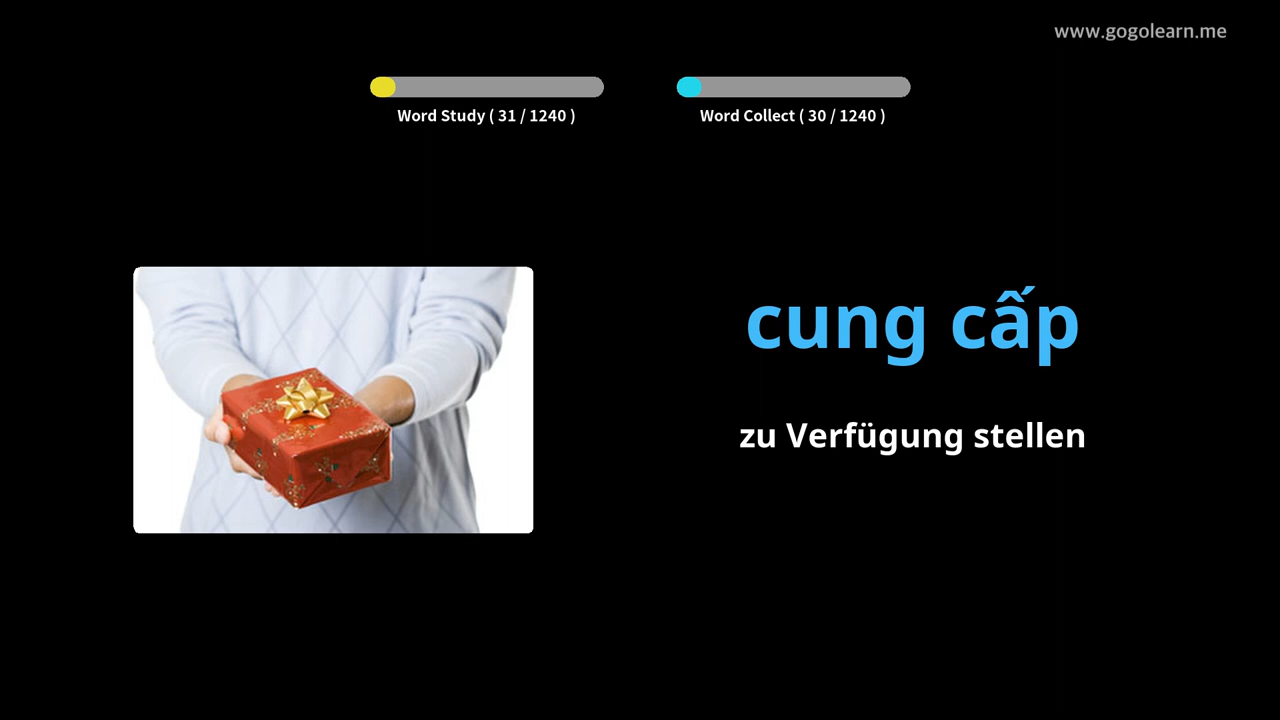 www.gogolearn.me
Word Study ( 31 / 1240 )
Word Collect ( 30 / 1240 )
cung cấp
zu Verfügung stellen